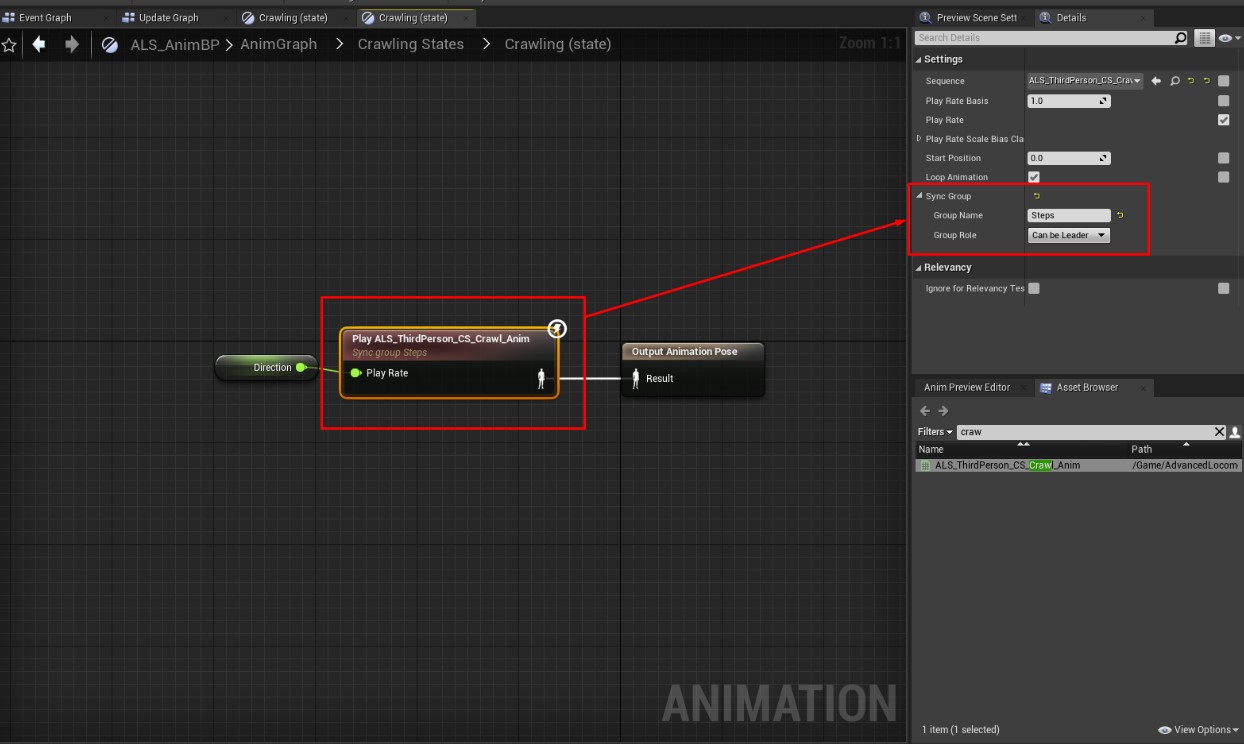 Event Graph
Update Graph
Crawling (state)
Crawling (state)
ALS_AnimBP > AnimGraph > Crawling States > Crawling (state)
Zoom 1:1
Direction
Play ALS_ThirdPerson_CS_Crawl_Anim
Sync group Steps
Play Rate
Output Animation Pose
Result
ANIMATION
Preview Scene Sett
Details
Search Details
Settings
Sequence
ALS_ThirdPerson_CS_Craw
Play Rate Basis
1.0
Play Rate
Play Rate Scale Bias Cla
Start Position
0.0
Loop Animation
Sync Group
Group Name
Steps
Group Role
Can be Leader
Relevancy
Ignore for Relevancy Tes
Anim Preview Editor
Asset Browser
Filters
craw
Name
Path
ALS_ThirdPerson_CS_Crawl_Anim
/Game/AdvancedLocom
1 item (1 selected)
View Options